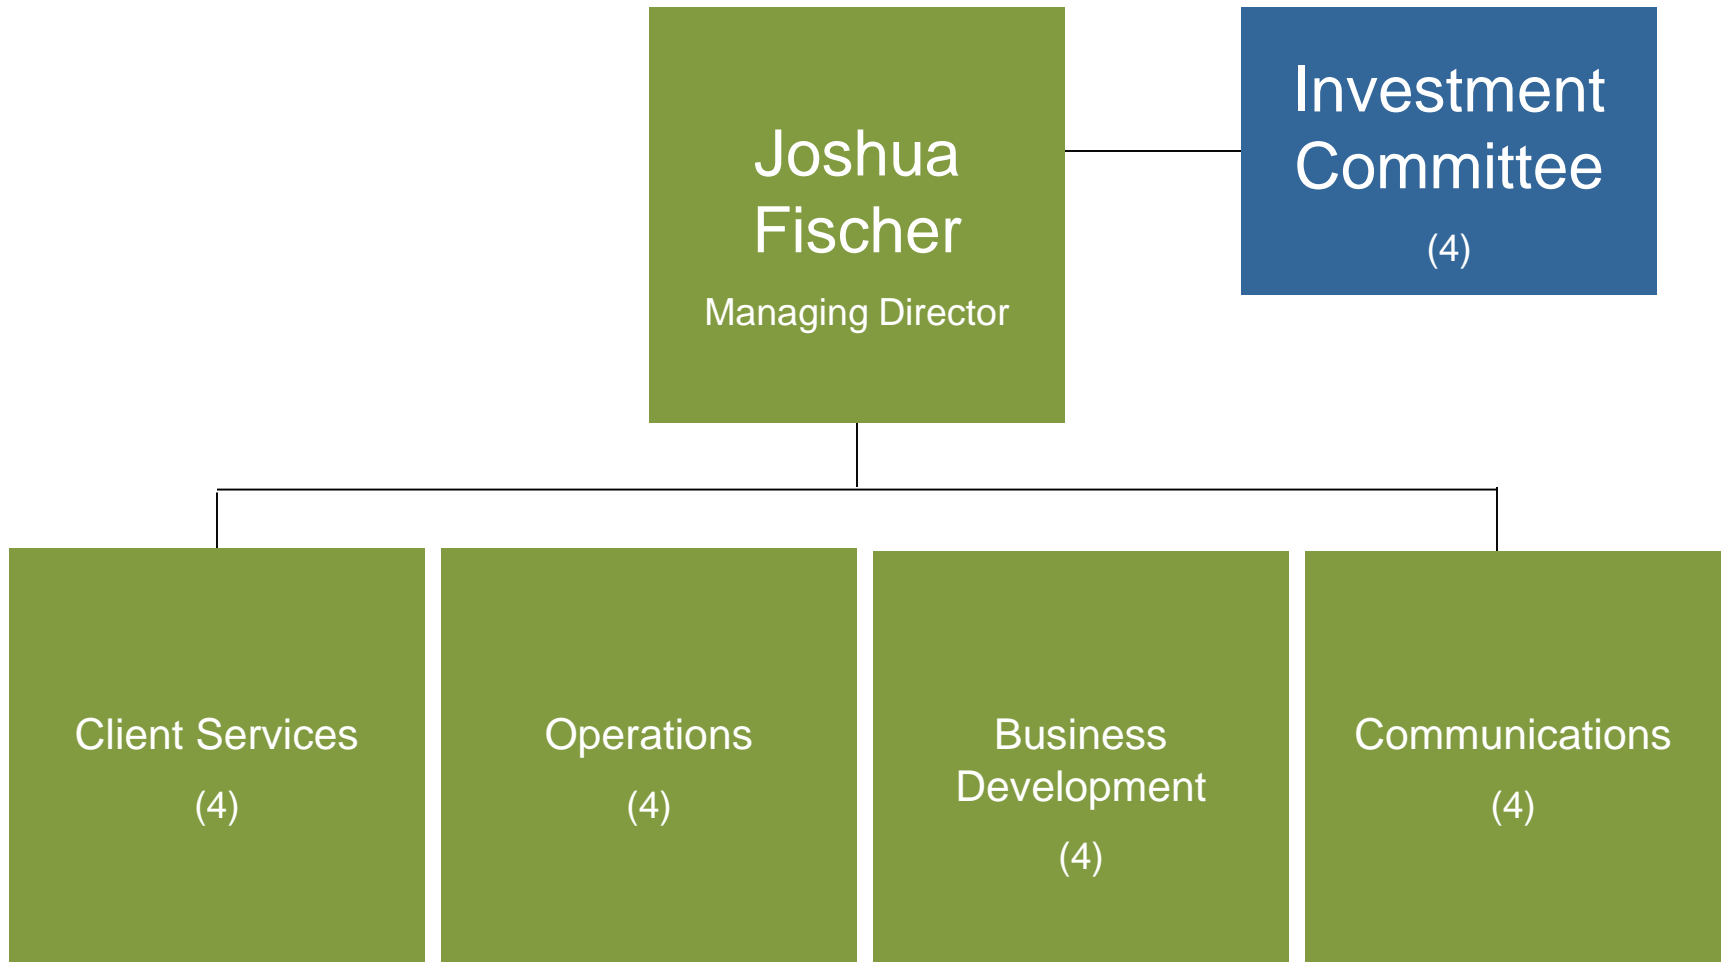 Joshua
Fischer
Managing Director
Investment
Committee
(4)
Client Services
(4)
Operations
(4)
Business
Development
(4)
Communications
(4)